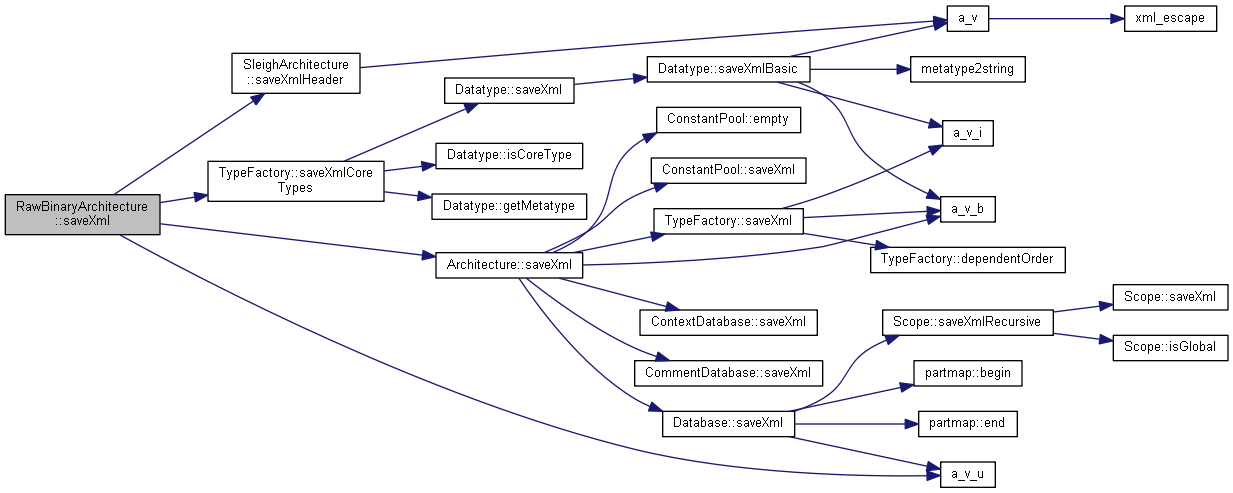 a_v
xml_escape
SleighArchitecture
::saveXmlHeader
Datatype::saveXmlBasic
metatype2string
Datatype::saveXml
ConstantPool::empty
a_v_i
Datatype::isCoreType
TypeFactory::saveXmlCore
Types
ConstantPool::saveXml
Datatype::getMetatype
RawBinaryArchitecture
::saveXml
TypeFactory::saveXml
a_v_b
Architecture::saveXml
TypeFactory::dependentOrder
ContextDatabase::saveXml
Scope::saveXmlRecursive
Scope::saveXml
Scope::isGlobal
CommentDatabase::saveXml
partmap::begin
Database::saveXml
partmap::end
a_v_u